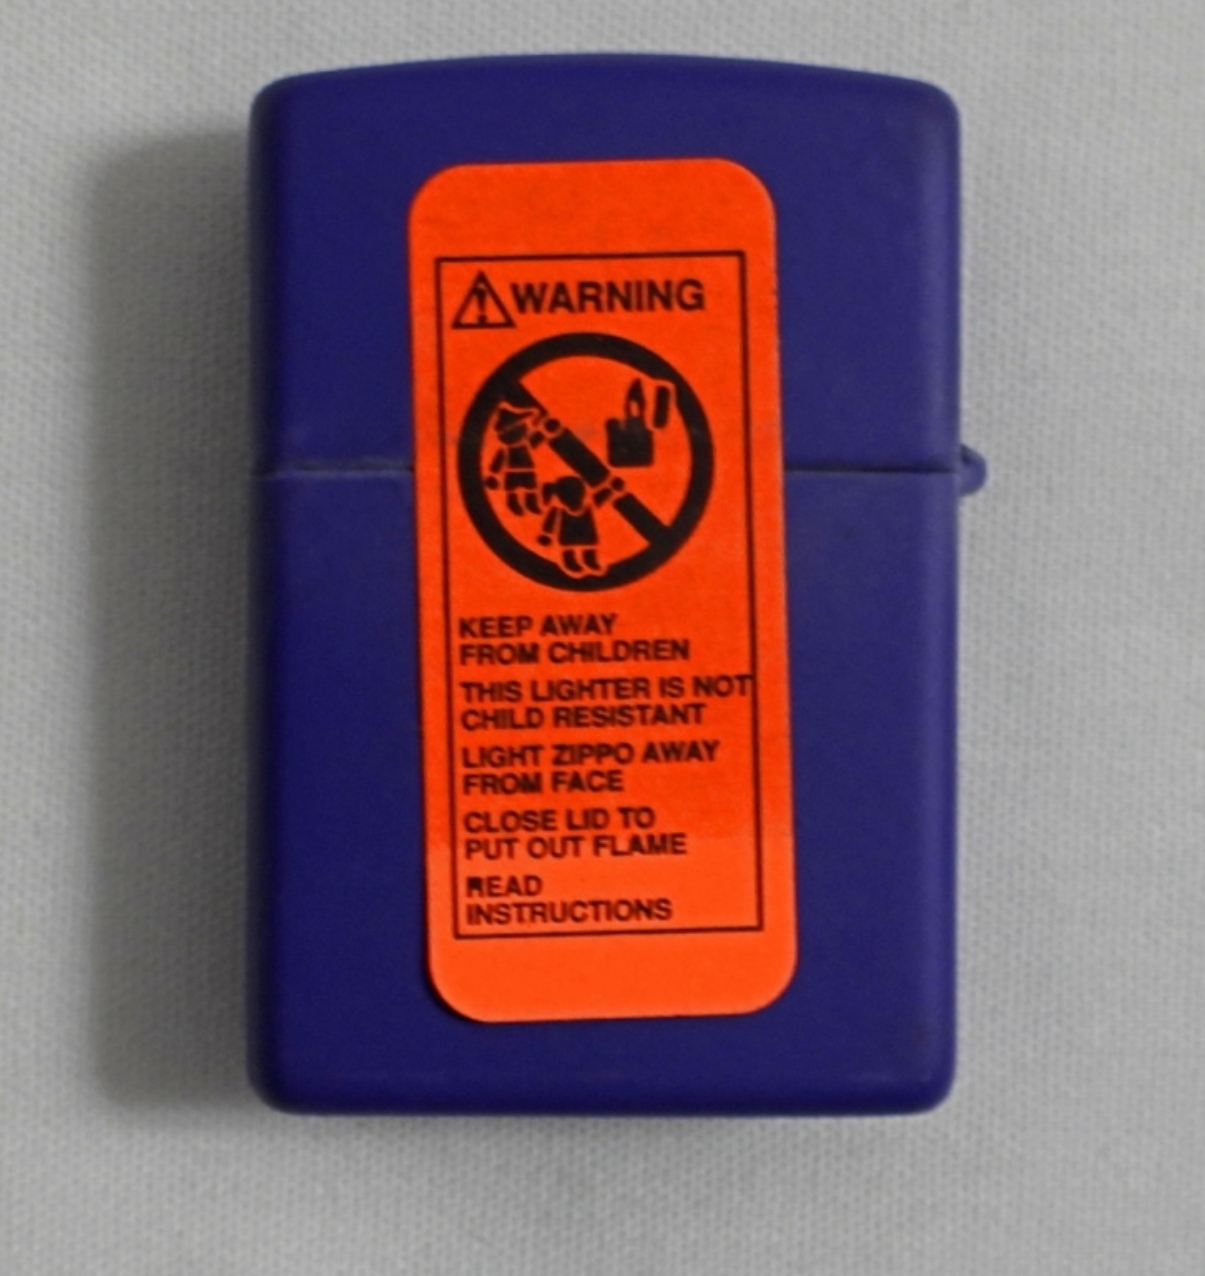 WARNING
KEEP AWAY
FROM CHILDREN
THIS LIGHTER IS NOT
CHILD RESISTANT
LIGHT ZIPPO AWAY
FROM FACE
CLOSE LID TO
PUT OUT FLAME
READ
INSTRUCTIONS